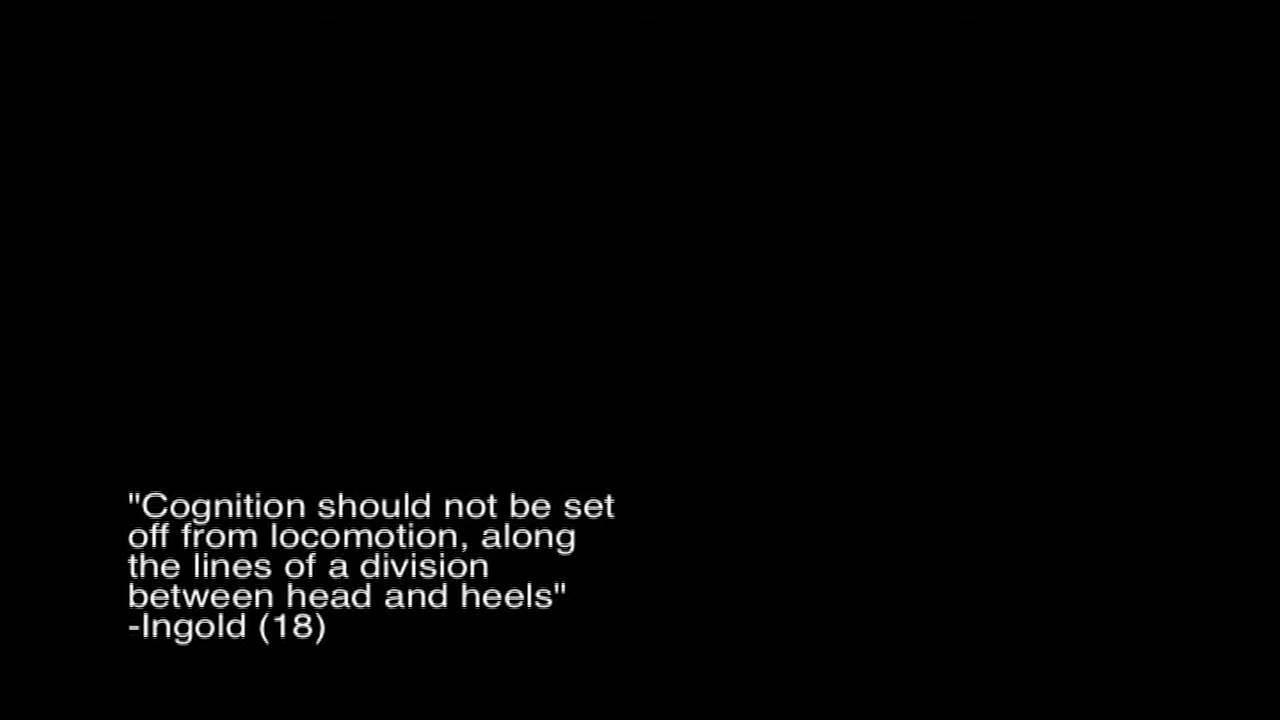 "Cognition should not be set
off from locomotion, along
the lines of a division
between head and heels"
-Ingold (18)